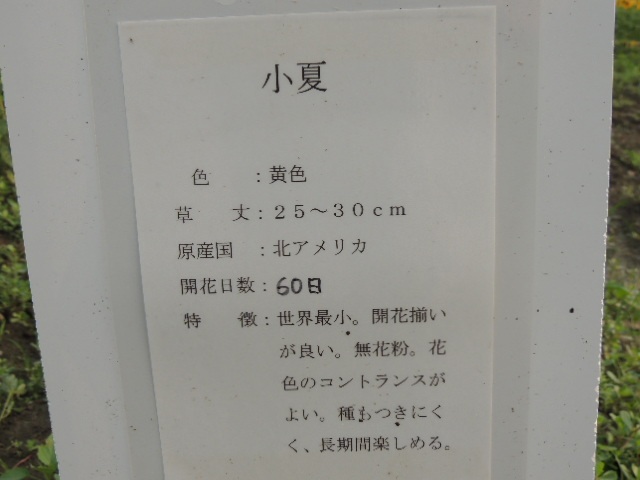 小夏
色　　：黄色
草　　丈：２５～３０ｃｍ
原産国　：北アメリカ
開花日数：60日
特　　徴：世界最小。開花揃い
が良い。無花粉。花
色のコントランスが
よい。種もつきにく
く、長期間楽しめる。